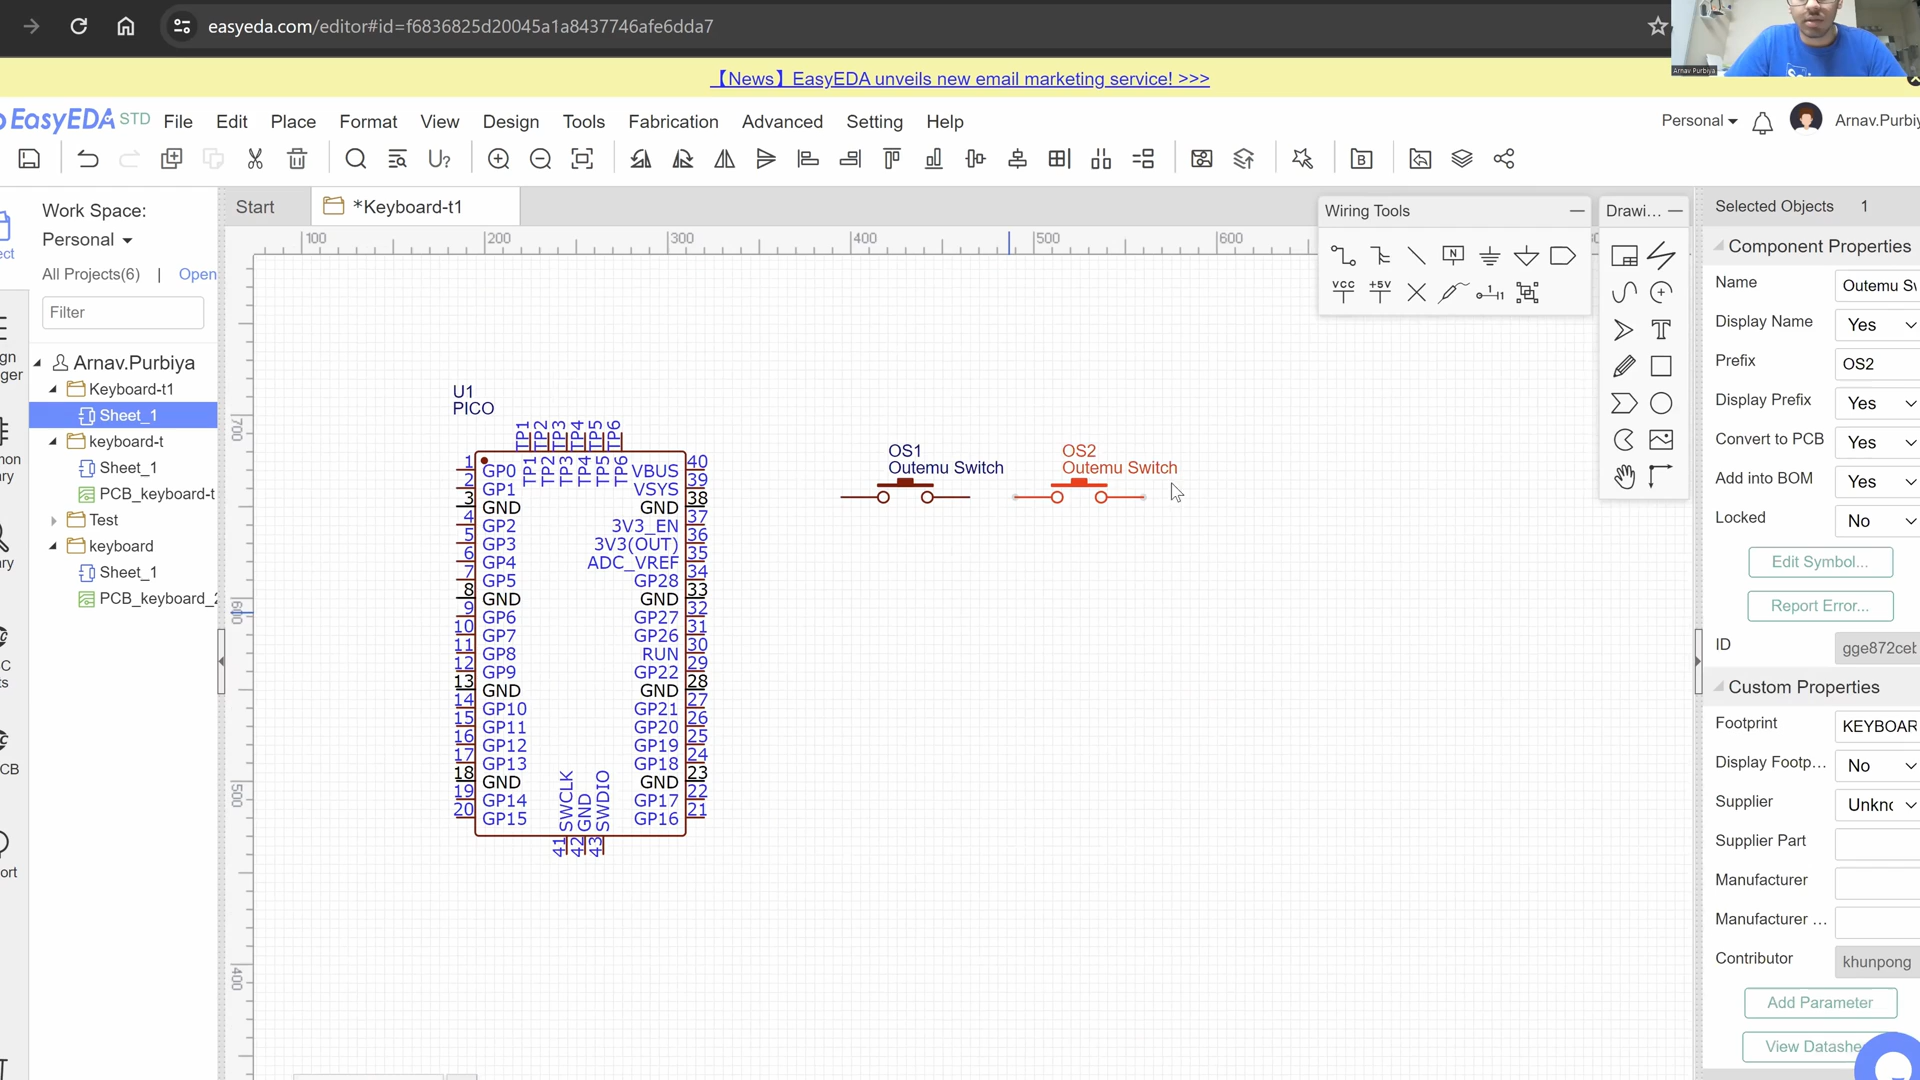 easyeda.com/editor#id=f6836825d20045a1a8437746afe6dda7
Arnav Purbiya
【News】EasyEDA unveils new email marketing service! >>>
EasyEDA STD
File
Edit
Place
Format
View
Design
Tools
Fabrication
Advanced
Setting
Help
Personal
Arnav.Purbiy
Work Space:
Personal
All Projects(6) | Open
Filter
Arnav.Purbiya
Keyboard-t1
Sheet_1
keyboard-t
Sheet_1
PCB_keyboard-t
Test
keyboard
Sheet_1
PCB_keyboard_2
Start
*Keyboard-t1
100
200
300
400
500
600
700
600
500
400
Wiring Tools
N
VCC
+5V
Drawi...
T
U1
PICO
TP1
TP2
TP3
TP4
TP5
TP6
TP1
TP2
TP3
TP4
TP5
TP6
1 GP0
2 GP1
3 GND
4 GP2
5 GP3
6 GP4
7 GP5
8 GND
9 GP6
10 GP7
11 GP8
12 GP9
13 GND
14 GP10
15 GP11
16 GP12
17 GP13
18 GND
19 GP14
20 GP15
VBUS 40
VSYS 39
GND 38
3V3_EN 37
3V3(OUT) 36
ADC_VREF 35
GP28 34
GND 33
GP27 32
GP26 31
RUN 30
GP22 29
GND 28
GP21 27
GP20 26
GP19 25
GP18 24
GND 23
GP17 22
GP16 21
SWCLK
GND
SWDIO
41
42
43
OS1
Outemu Switch
OS2
Outemu Switch
Selected Objects 1
Component Properties
Name Outemu Sw
Display Name Yes
Prefix OS2
Display Prefix Yes
Convert to PCB Yes
Add into BOM Yes
Locked No
Edit Symbol...
Report Error...
ID gge872ceb
Custom Properties
Footprint KEYBOAR
Display Footp... No
Supplier Unkno
Supplier Part
Manufacturer
Manufacturer ...
Contributor khunpong
Add Parameter
View Datashe